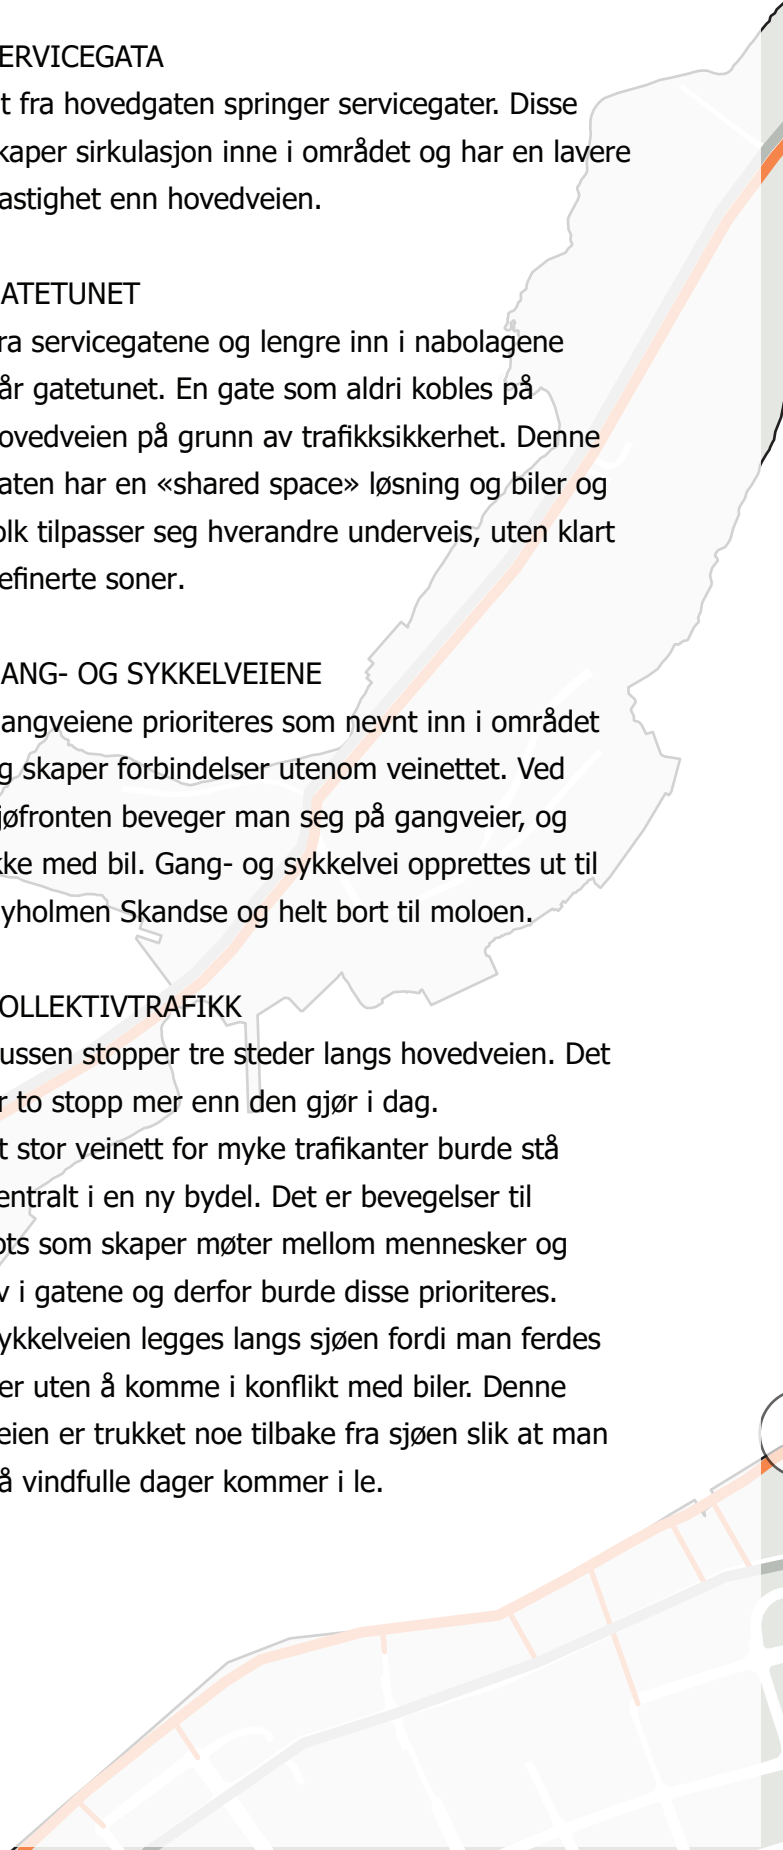 ERVICEGATA
t fra hovedgaten springer servicegater. Disse
kaper sirkulasjon inne i området og har en lavere
astighet enn hovedveien.
ATETUNET
ra servicegatene og lengre inn i nabolagene
år gatetunet. En gate som aldri kobles på
ovedveien på grunn av trafikksikkerhet. Denne
aten har en «shared space» løsning og biler og
olk tilpasser seg hverandre underveis, uten klart
efinerte soner.
ANG- OG SYKKELVEIENE
angveiene prioriteres som nevnt inn i området
g skaper forbindelser utenom veinettet. Ved
jøfronten beveger man seg på gangveier, og
kke med bil. Gang- og sykkelvei opprettes ut til
yholmen Skandse og helt bort til moloen.
OLLEKTIVTRAFIKK
ussen stopper tre steder langs hovedveien. Det
r to stopp mer enn den gjør i dag.
t stor veinett for myke trafikanter burde stå
entralt i en ny bydel. Det er bevegelser til
ots som skaper møter mellom mennesker og
v i gatene og derfor burde disse prioriteres.
ykkelveien legges langs sjøen fordi man ferdes
er uten å komme i konflikt med biler. Denne
eien er trukket noe tilbake fra sjøen slik at man
å vindfulle dager kommer i le.